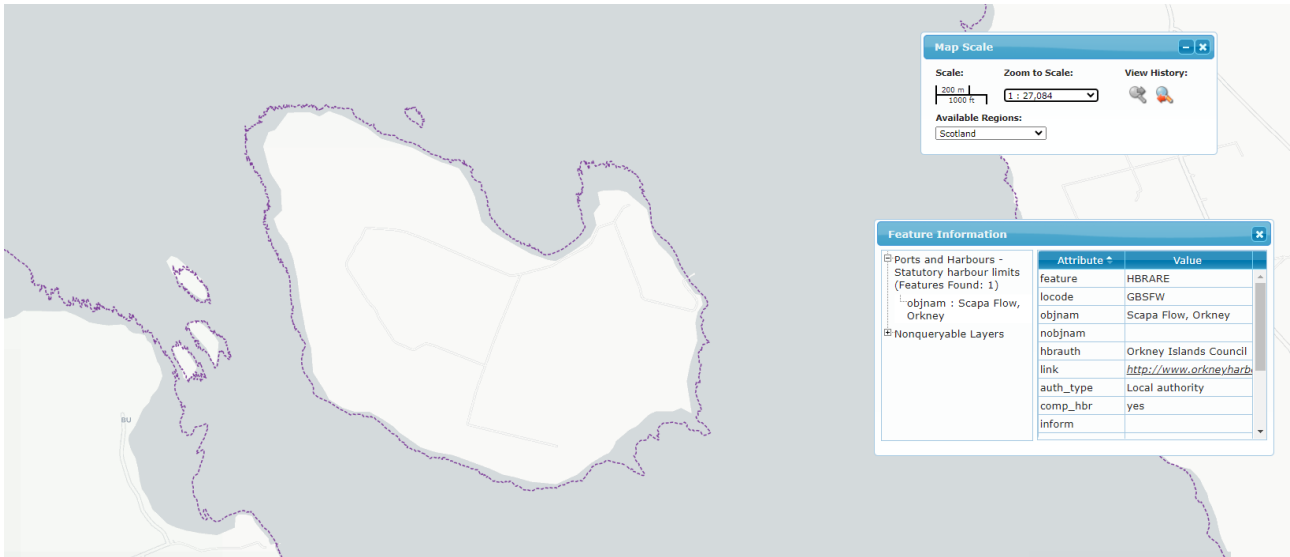 Map Scale
Scale:
Zoom to Scale:
View History:
200 m
1000 ft
1 : 27,084
Available Regions:
Scotland
Feature Information
Ports and Harbours -
Statutory harbour limits
(Features Found: 1)
objnam : Scapa Flow,
Orkney
Nonqueryable Layers
Attribute Value
feature HBRARE
locode GBSFW
objnam Scapa Flow, Orkney
nobjnam
hbrauth Orkney Islands Council
link http://www.orkneyharb
auth_type Local authority
comp_hbr yes
inform
BU